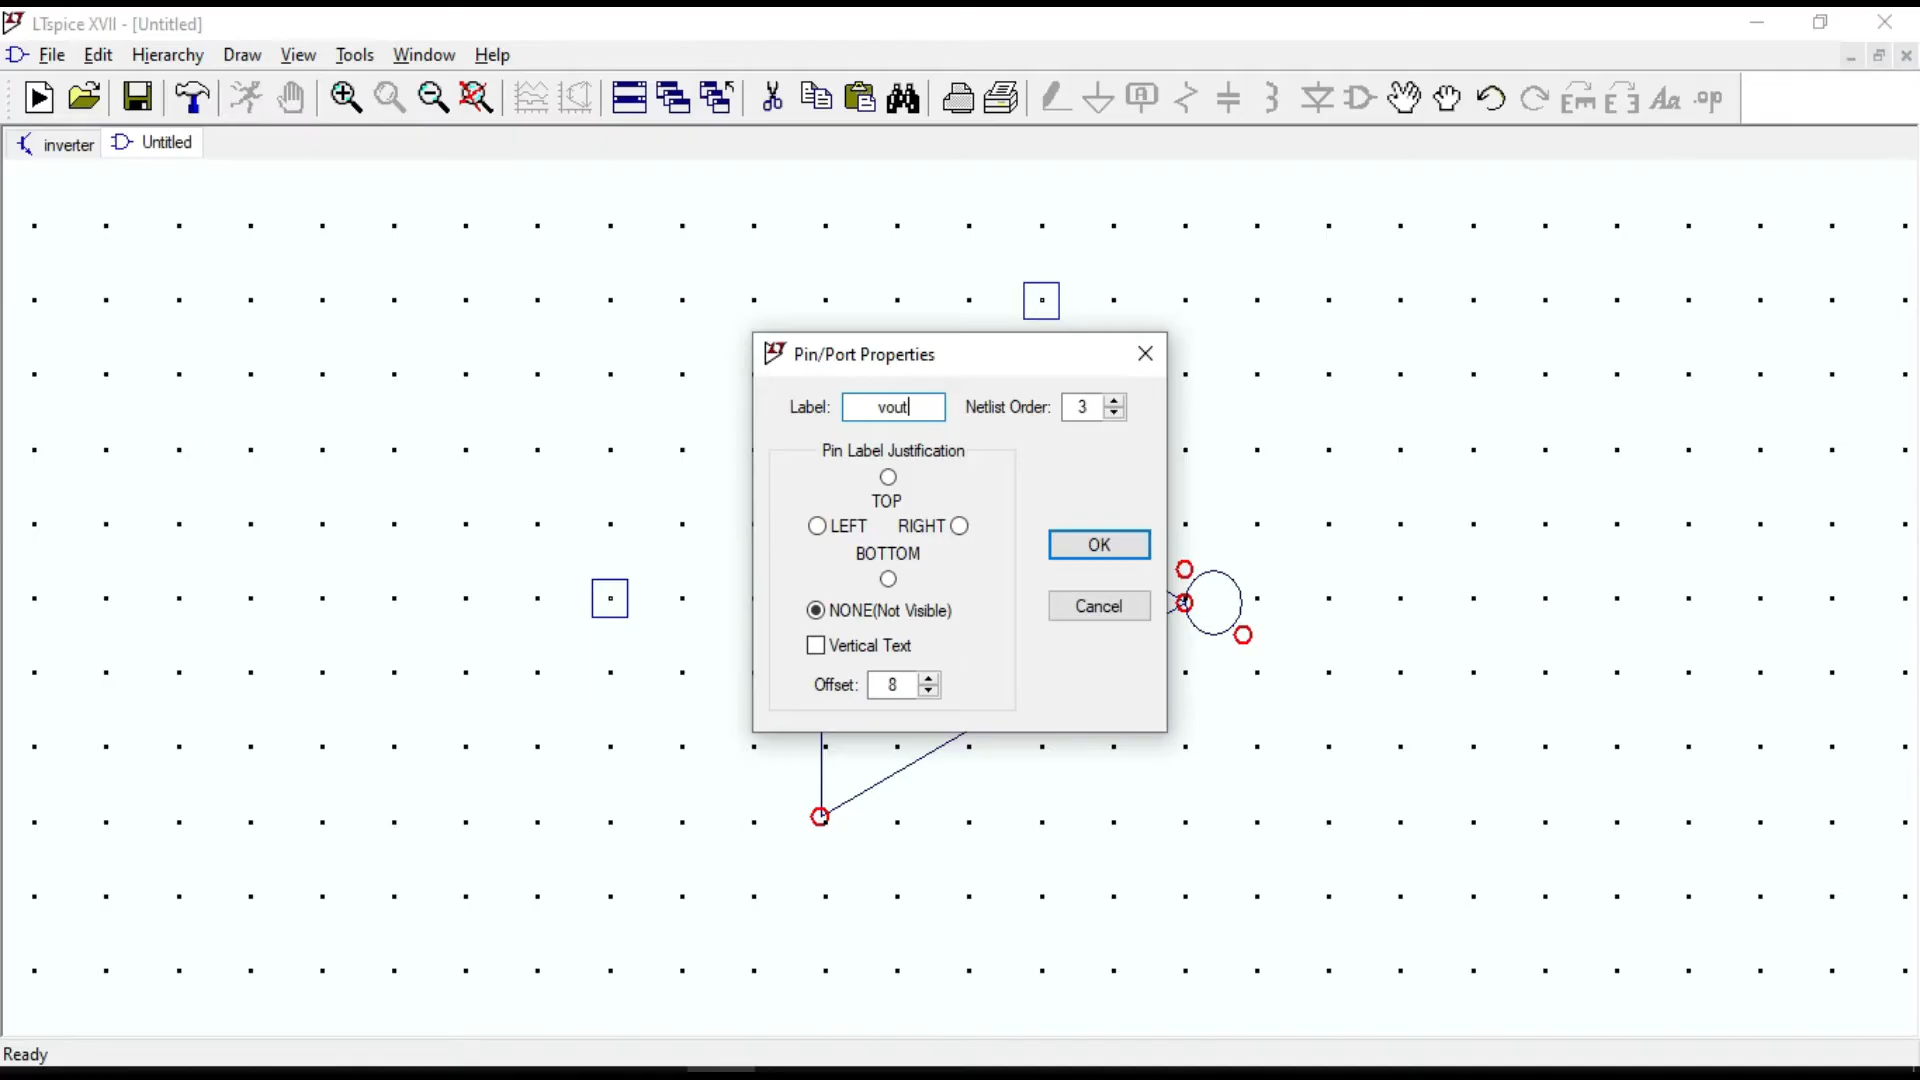 LTspice XVII - [Untitled]
File Edit Hierarchy Draw View Tools Window Help
Aa .op
inverter Untitled
Pin/Port Properties
Label: vout Netlist Order: 3
Pin Label Justification
TOP
LEFT RIGHT
BOTTOM
OK
NONE(Not Visible)
Cancel
Vertical Text
Offset: 8
Ready